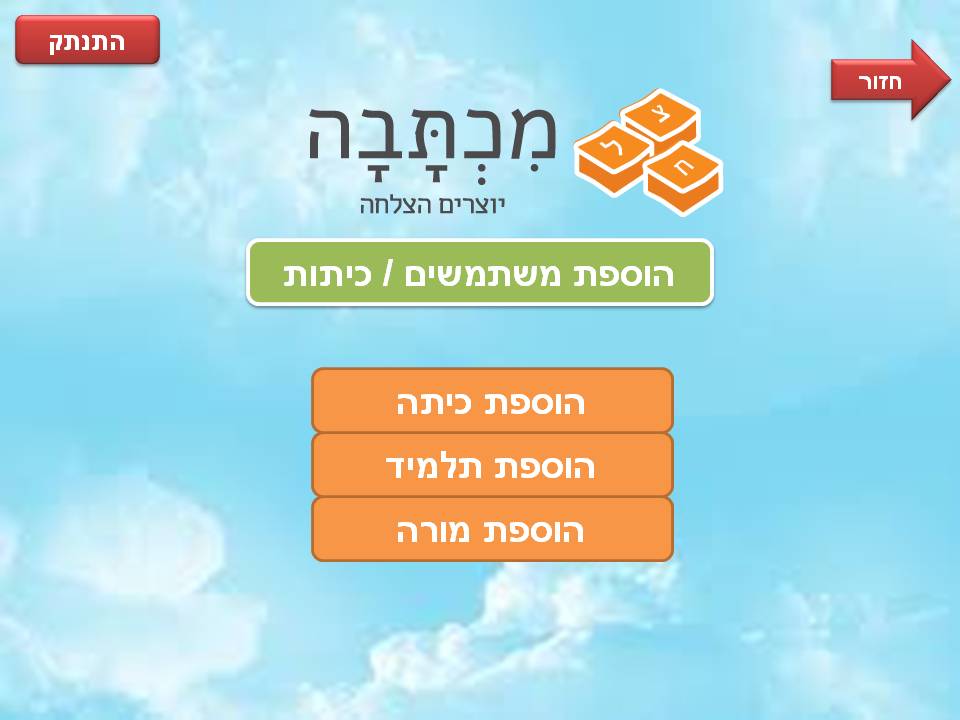 התנתק
חזור
מִכְתָּבָה
צ
ל
ח
יוצרים הצלחה
הוספת משתמשים / כיתות
הוספת כיתה
הוספת תלמיד
הוספת מורה